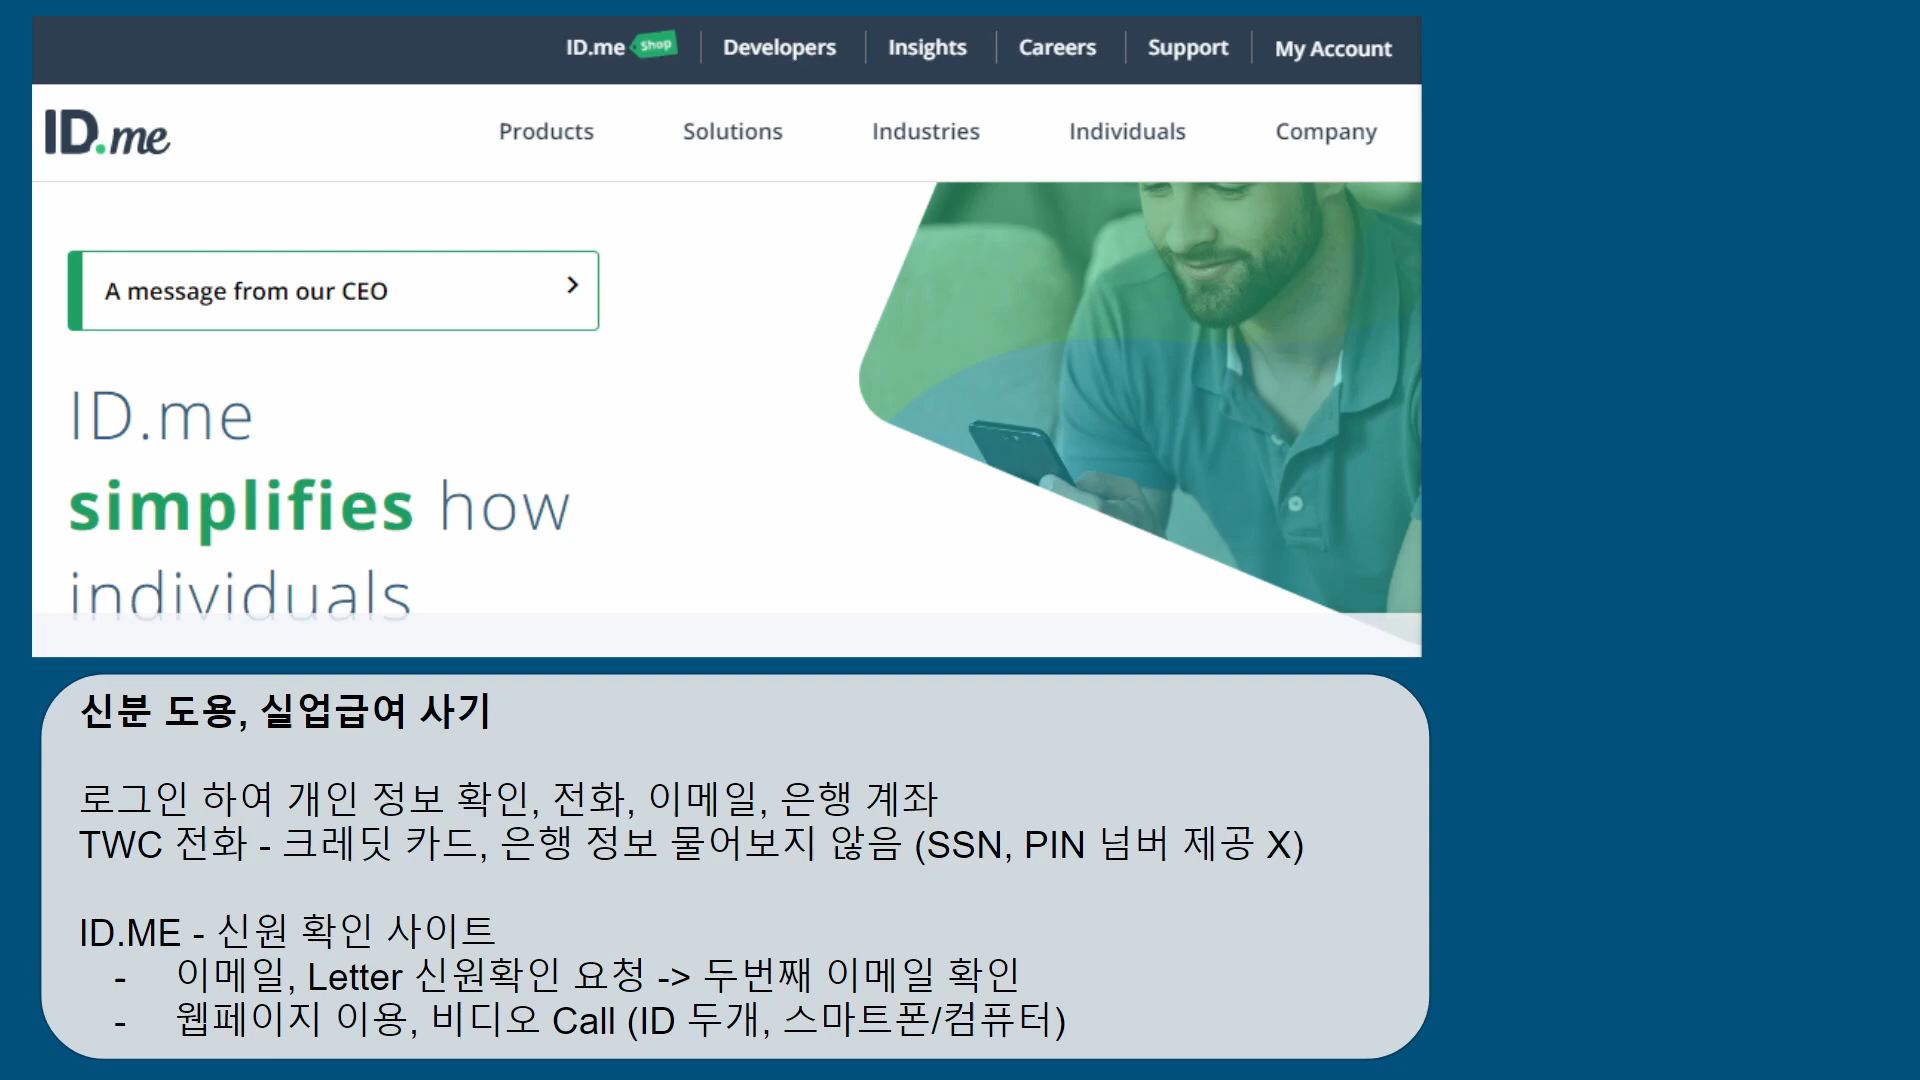 ID.me Shop Developers Insights Careers Support My Account
ID.me Products Solutions Industries Individuals Company
A message from our CEO
ID.me
simplifies how
individuals
신분 도용, 실업급여 사기
로그인 하여 개인 정보 확인, 전화, 이메일, 은행 계좌
TWC 전화 - 크레딧 카드, 은행 정보 물어보지 않음 (SSN, PIN 넘버 제공 X)
ID.ME - 신원 확인 사이트
- 이메일, Letter 신원확인 요청 -> 두번째 이메일 확인
- 웹페이지 이용, 비디오 Call (ID 두개, 스마트폰/컴퓨터)